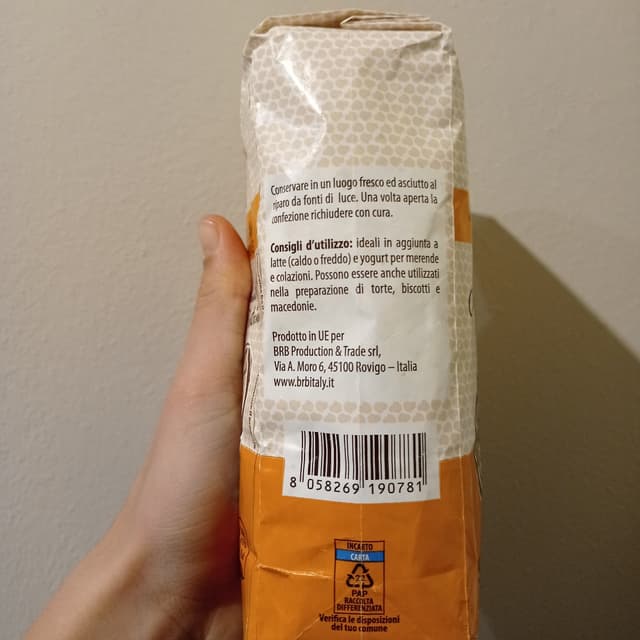 Conservare in un luogo fresco ed asciutto al
riparo da fonti di luce. Una volta aperta la
confezione richiudere con cura.
Consigli d'utilizzo: ideali in aggiunta a
latte (caldo o freddo) e yogurt per merende
e colazioni. Possono essere anche utilizzati
nella preparazione di torte, biscotti e
macedonie.
Prodotto in UE per
BRB Production & Trade srl,
Via A. Moro 6, 45100 Rovigo – Italia
www.brbitaly.it
8 058269 190781
INCARTO
CARTA
22
PAP
RACCOLTA
DIFFERENZIATA
Verifica le disposizioni
del tuo comune